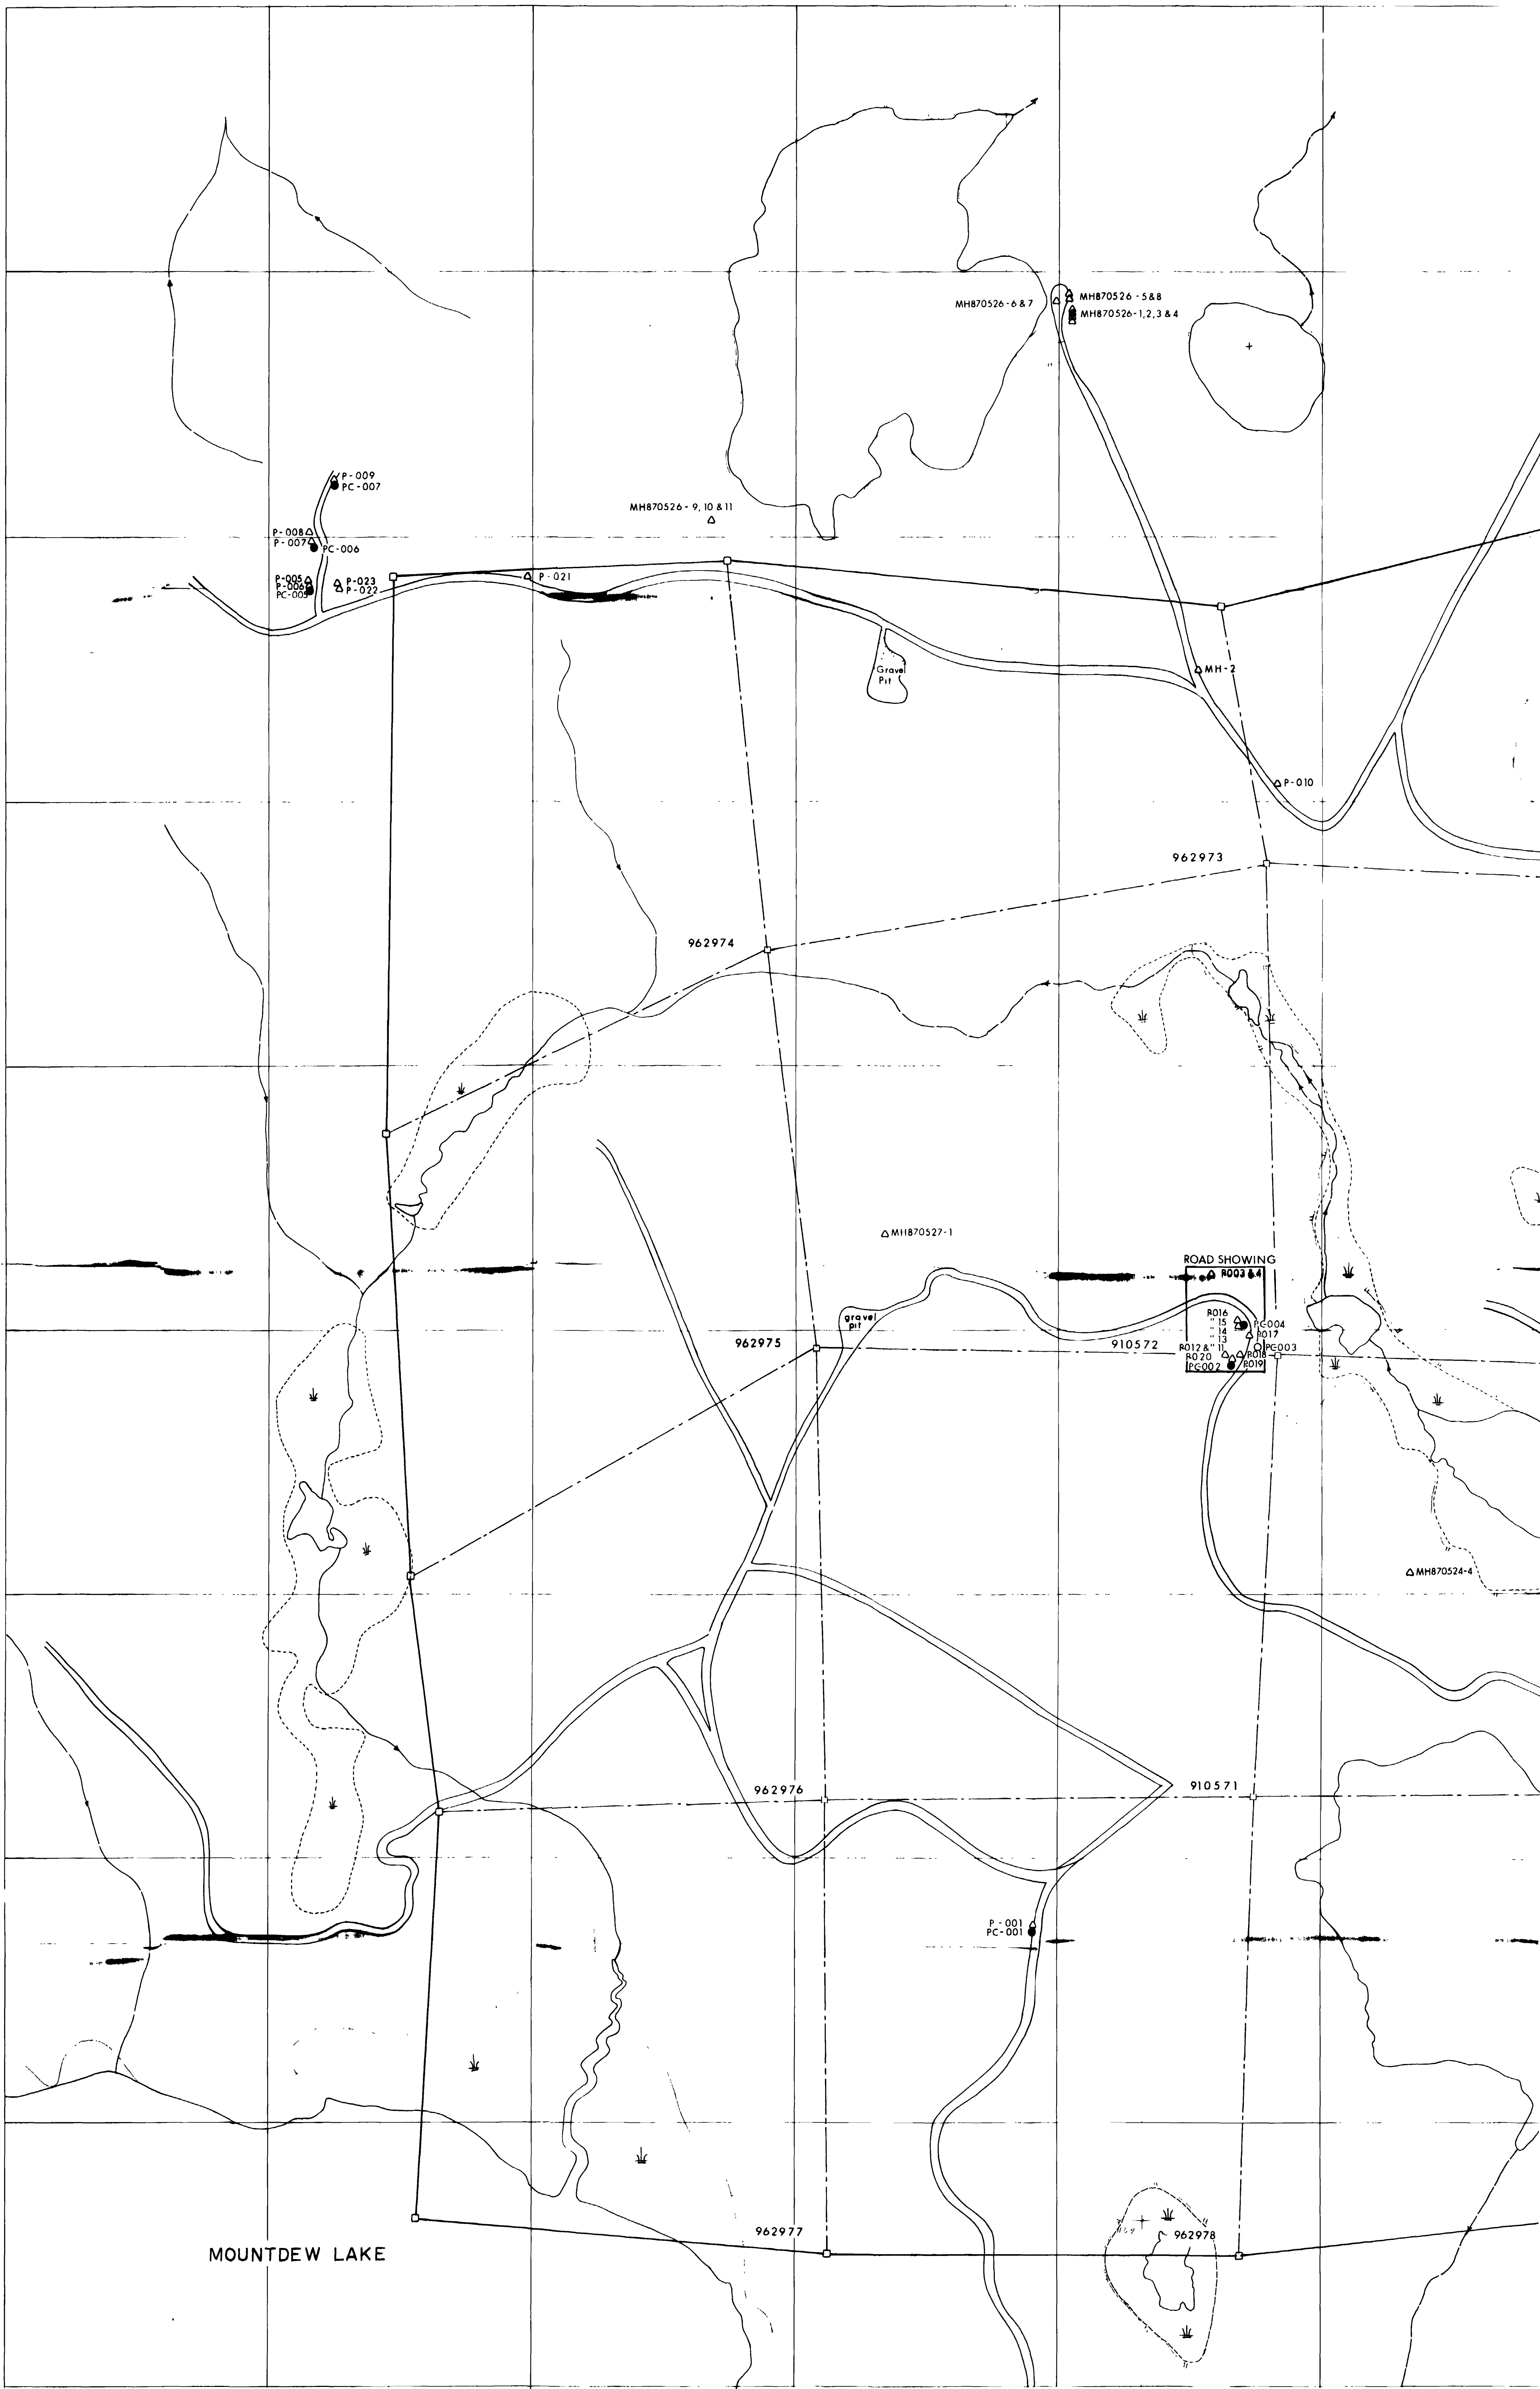 MH870526-6&7
MH870526 - 5&8
MH870526-1,2,3 & 4
P-009
PC-007
MH870526 - 9, 10 & 11
P-008
P-007
PC-006
P-005
P-006
PC-005
P-023
P-022
P-021
Gravel
Pit
MH-2
P-010
962973
962974
MH870527-1
ROAD SHOWING
R003 & 4
R016
" 15
" 14
" 13
PG004
R017
gravel
pit
962975
910572
R012 & " 11
R018
PG003
R020
R019
PG002
MH870524-4
962976
910571
P-001
PC-001
962977
962978
MOUNTDEW LAKE